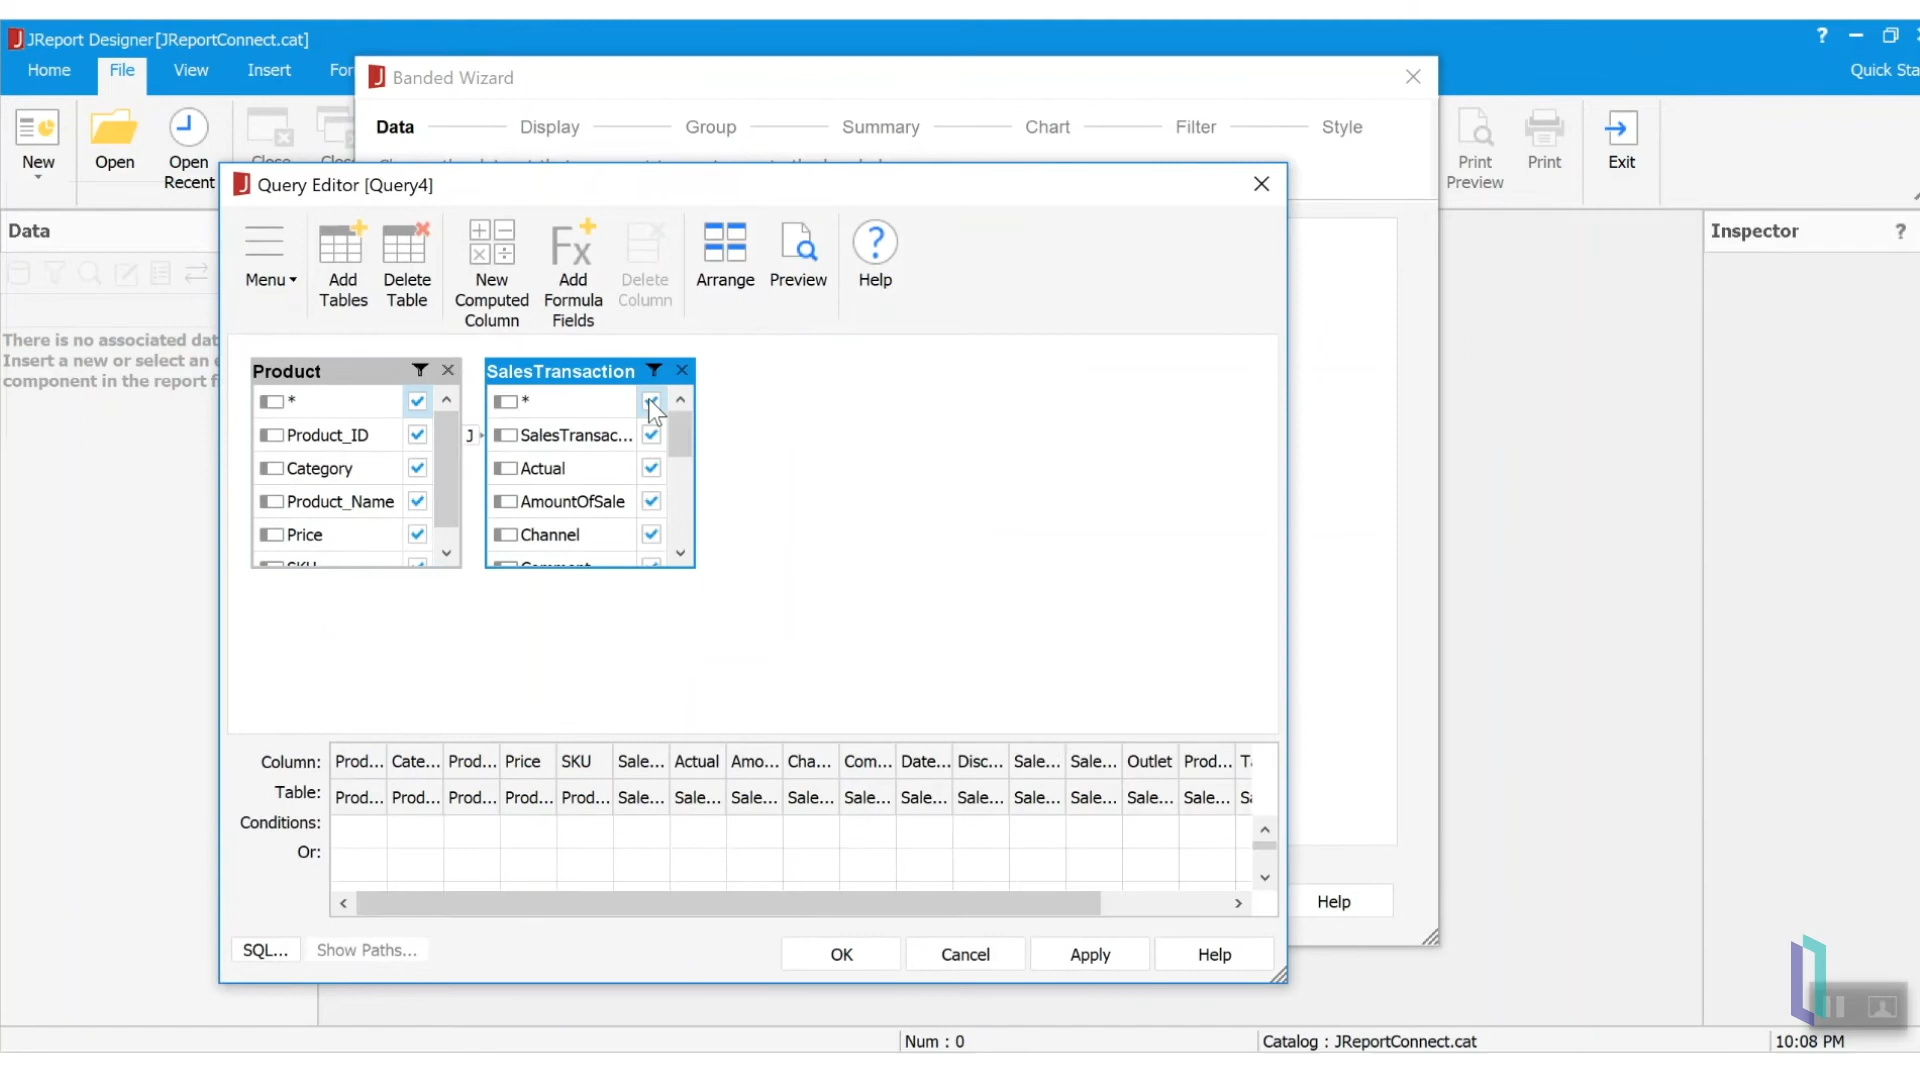 JReport Designer[JReportConnect.cat]
?
Home File View Insert For
Quick Sta
Banded Wizard
Data Display Group Summary Chart Filter Style
New
Open
Open
Recent
Print
Preview
Print
Exit
Query Editor [Query4]
Menu
Add
Tables
Delete
Table
New
Computed
Column
Fx
Add
Formula
Fields
Delete
Column
Arrange
Preview
?
Help
Data
There is no associated dat
Insert a new or select an e
component in the report f
Inspector ?
Product
*
Product_ID
Category
Product_Name
Price
SKU
J
SalesTransaction
*
SalesTransac...
Actual
AmountOfSale
Channel
Column: Prod... Cate... Prod... Price SKU Sale... Actual Amo... Cha... Com... Date... Disc... Sale... Sale... Outlet Prod...
Table: Prod... Prod... Prod... Prod... Prod... Sale... Sale... Sale... Sale... Sale... Sale... Sale... Sale... Sale... Sale... Sale...
Conditions:
Or:
SQL... Show Paths... OK Cancel Apply Help
Help
Num : 0
Catalog : JReportConnect.cat
10:08 PM